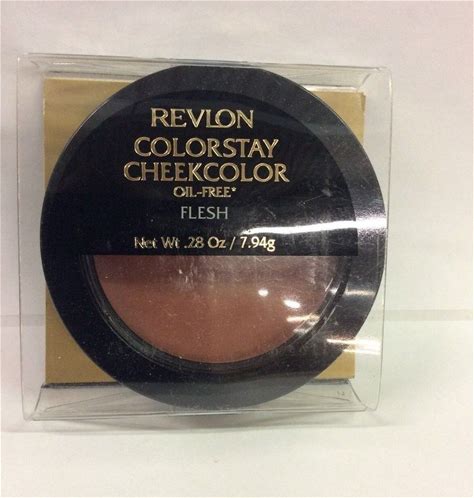 REVLON
COLORSTAY
CHEEKCOLOR
OIL-FREE*
FLESH
Net Wt .28 Oz / 7.94g